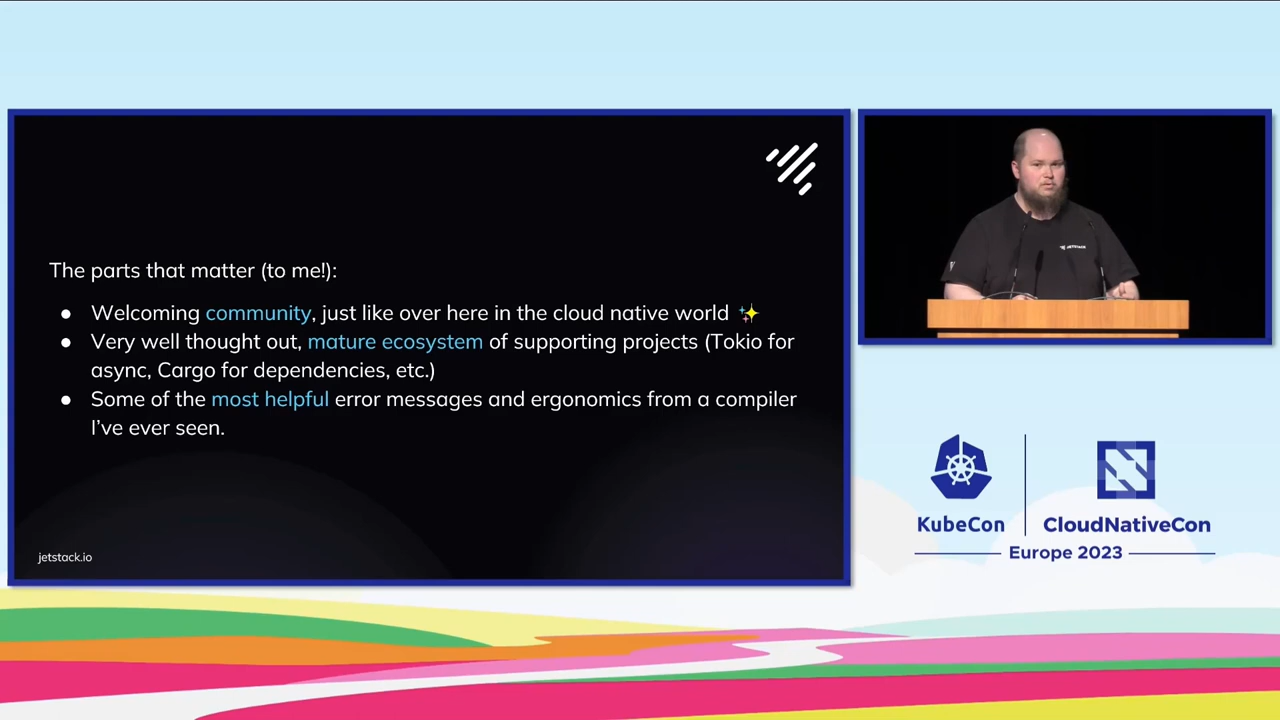 The parts that matter (to me!):
● Welcoming community, just like over here in the cloud native world ✨
● Very well thought out, mature ecosystem of supporting projects (Tokio for
async, Cargo for dependencies, etc.)
● Some of the most helpful error messages and ergonomics from a compiler
I've ever seen.
jetstack.io
JETSTACK
KubeCon
CloudNativeCon
Europe 2023